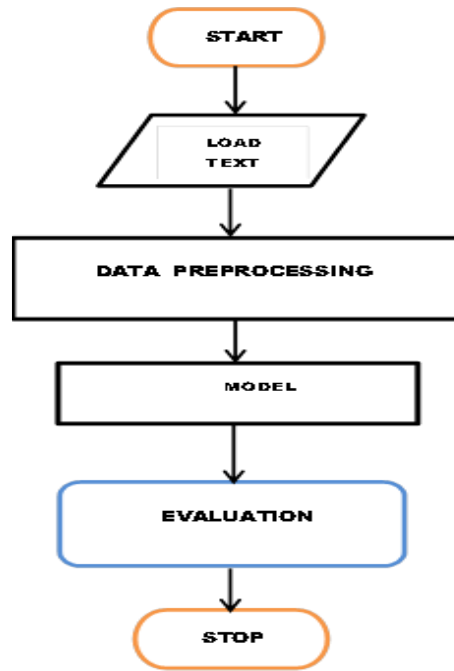 START
LOAD
TEXT
DATA PREPROCESSING
MODEL
EVALUATION
STOP